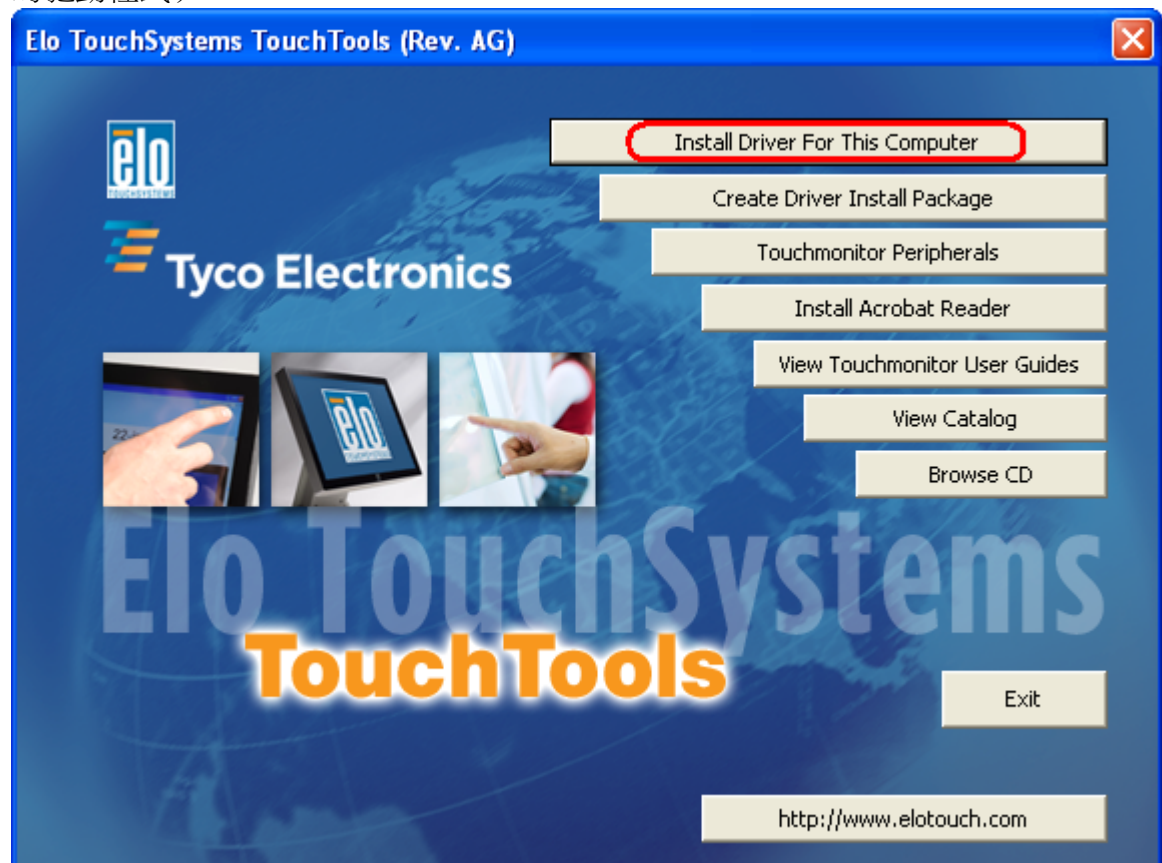 Elo TouchSystems TouchTools (Rev. AG)
elo
TOUCHSYSTEMS
Tyco Electronics
Install Driver For This Computer
Create Driver Install Package
Touchmonitor Peripherals
Install Acrobat Reader
View Touchmonitor User Guides
View Catalog
Browse CD
22-
elo
Elo TouchSystems
TouchTools
Exit
http://www.elotouch.com